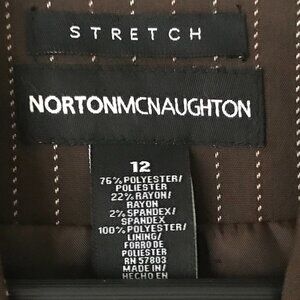 STRETCH
NORTONMCNAUGHTON
12
76% POLYESTER/
POLIESTER
22% RAYON/
RAYON
2% SPANDEX/
SPANDEX
100% POLYESTER/
LINING/
FORRO DE
POLIESTER
RN 57803
MADE IN/
HECHO EN